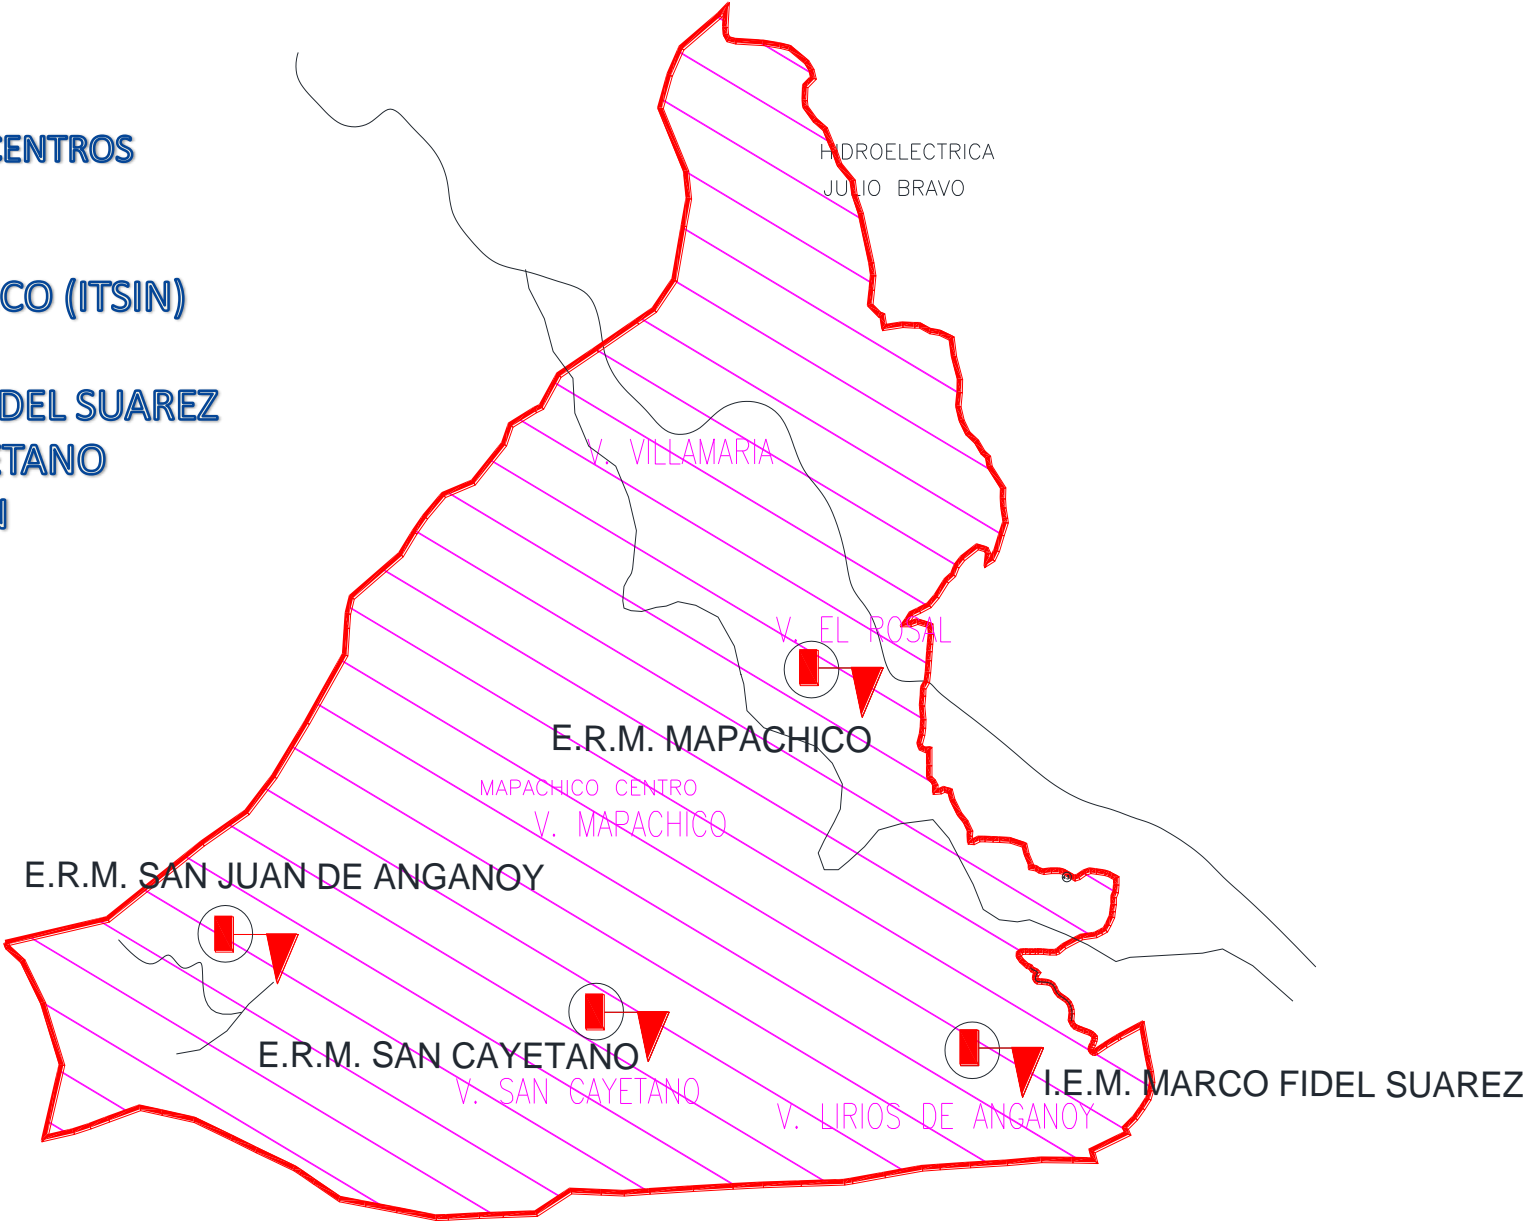 CENTROS
HIDROELECTRICA
JULIO BRAVO
CO (ITSIN)
DEL SUAREZ
V. VILLAMARIA
ETANO
V. EL ROSAL
E.R.M. MAPACHICO
MAPACHICO CENTRO
V. MAPACHICO
E.R.M. SAN JUAN DE ANGANOY
E.R.M. SAN CAYETANO
V. SAN CAYETANO
I.E.M. MARCO FIDEL SUAREZ
V. LIRIOS DE ANGANOY